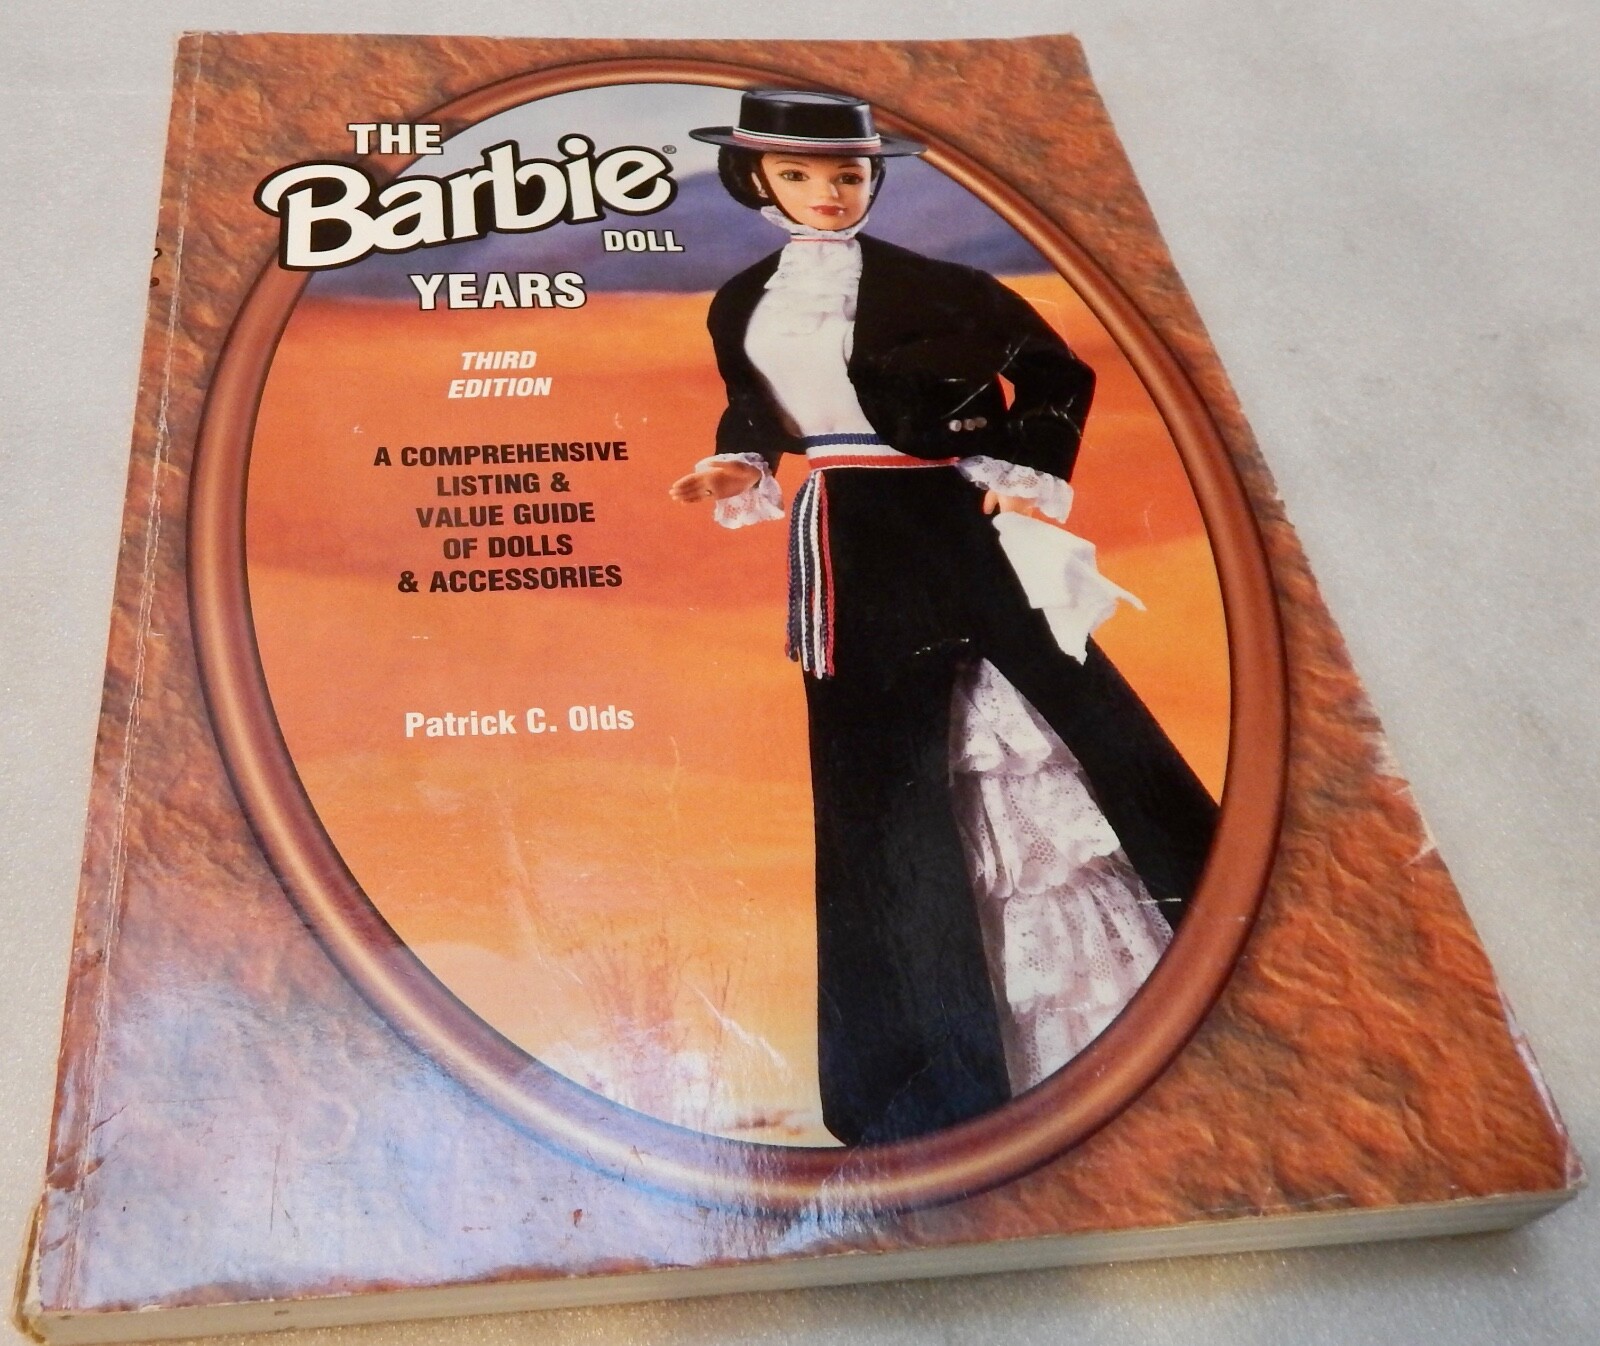 THE
Barbie®
DOLL
YEARS
THIRD
EDITION
A COMPREHENSIVE
LISTING &
VALUE GUIDE
OF DOLLS
& ACCESSORIES
Patrick C. Olds